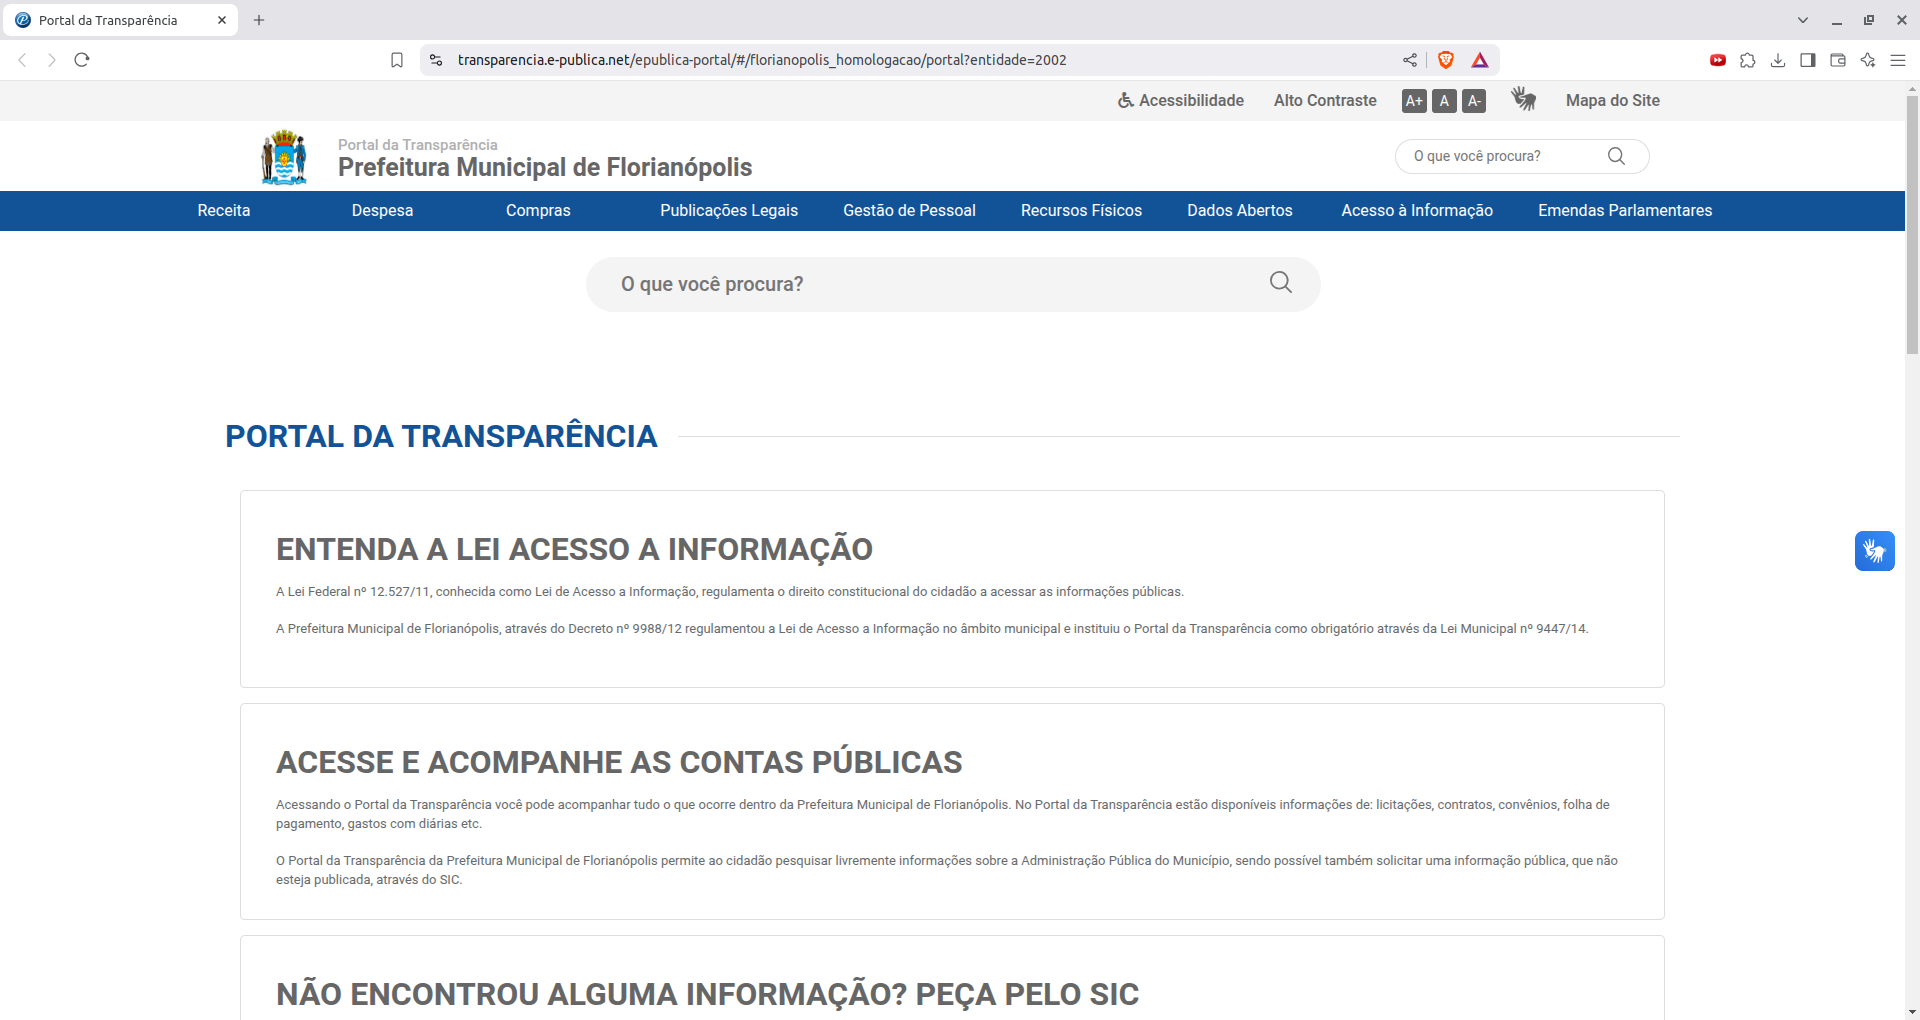 Portal da Transparência
transparencia.e-publica.net/epublica-portal/#/florianopolis_homologacao/portal?entidade=2002
Acessibilidade Alto Contraste A+ A A- Mapa do Site
Portal da Transparência
Prefeitura Municipal de Florianópolis
O que você procura?
Receita Despesa Compras Publicações Legais Gestão de Pessoal Recursos Físicos Dados Abertos Acesso à Informação Emendas Parlamentares
O que você procura?
PORTAL DA TRANSPARÊNCIA
ENTENDA A LEI ACESSO A INFORMAÇÃO
A Lei Federal nº 12.527/11, conhecida como Lei de Acesso a Informação, regulamenta o direito constitucional do cidadão a acessar as informações públicas.
A Prefeitura Municipal de Florianópolis, através do Decreto nº 9988/12 regulamentou a Lei de Acesso a Informação no âmbito municipal e instituiu o Portal da Transparência como obrigatório através da Lei Municipal nº 9447/14.
ACESSE E ACOMPANHE AS CONTAS PÚBLICAS
Acessando o Portal da Transparência você pode acompanhar tudo o que ocorre dentro da Prefeitura Municipal de Florianópolis. No Portal da Transparência estão disponíveis informações de: licitações, contratos, convênios, folha de
pagamento, gastos com diárias etc.
O Portal da Transparência da Prefeitura Municipal de Florianópolis permite ao cidadão pesquisar livremente informações sobre a Administração Pública do Município, sendo possível também solicitar uma informação pública, que não
esteja publicada, através do SIC.
NÃO ENCONTROU ALGUMA INFORMAÇÃO? PEÇA PELO SIC